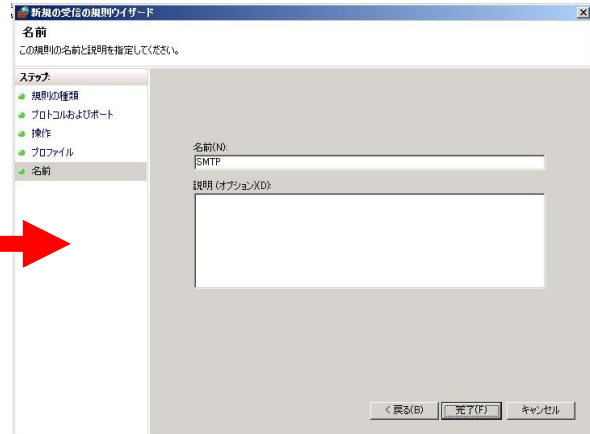 新規の受信の規則ウィザード
名前
この規則の名前と説明を指定してください。
ステップ:
規則の種類
プロトコルおよびポート
操作
プロファイル
名前
名前(N):
SMTP
説明 (オプション)(D):
< 戻る(B)
完了(F)
キャンセル